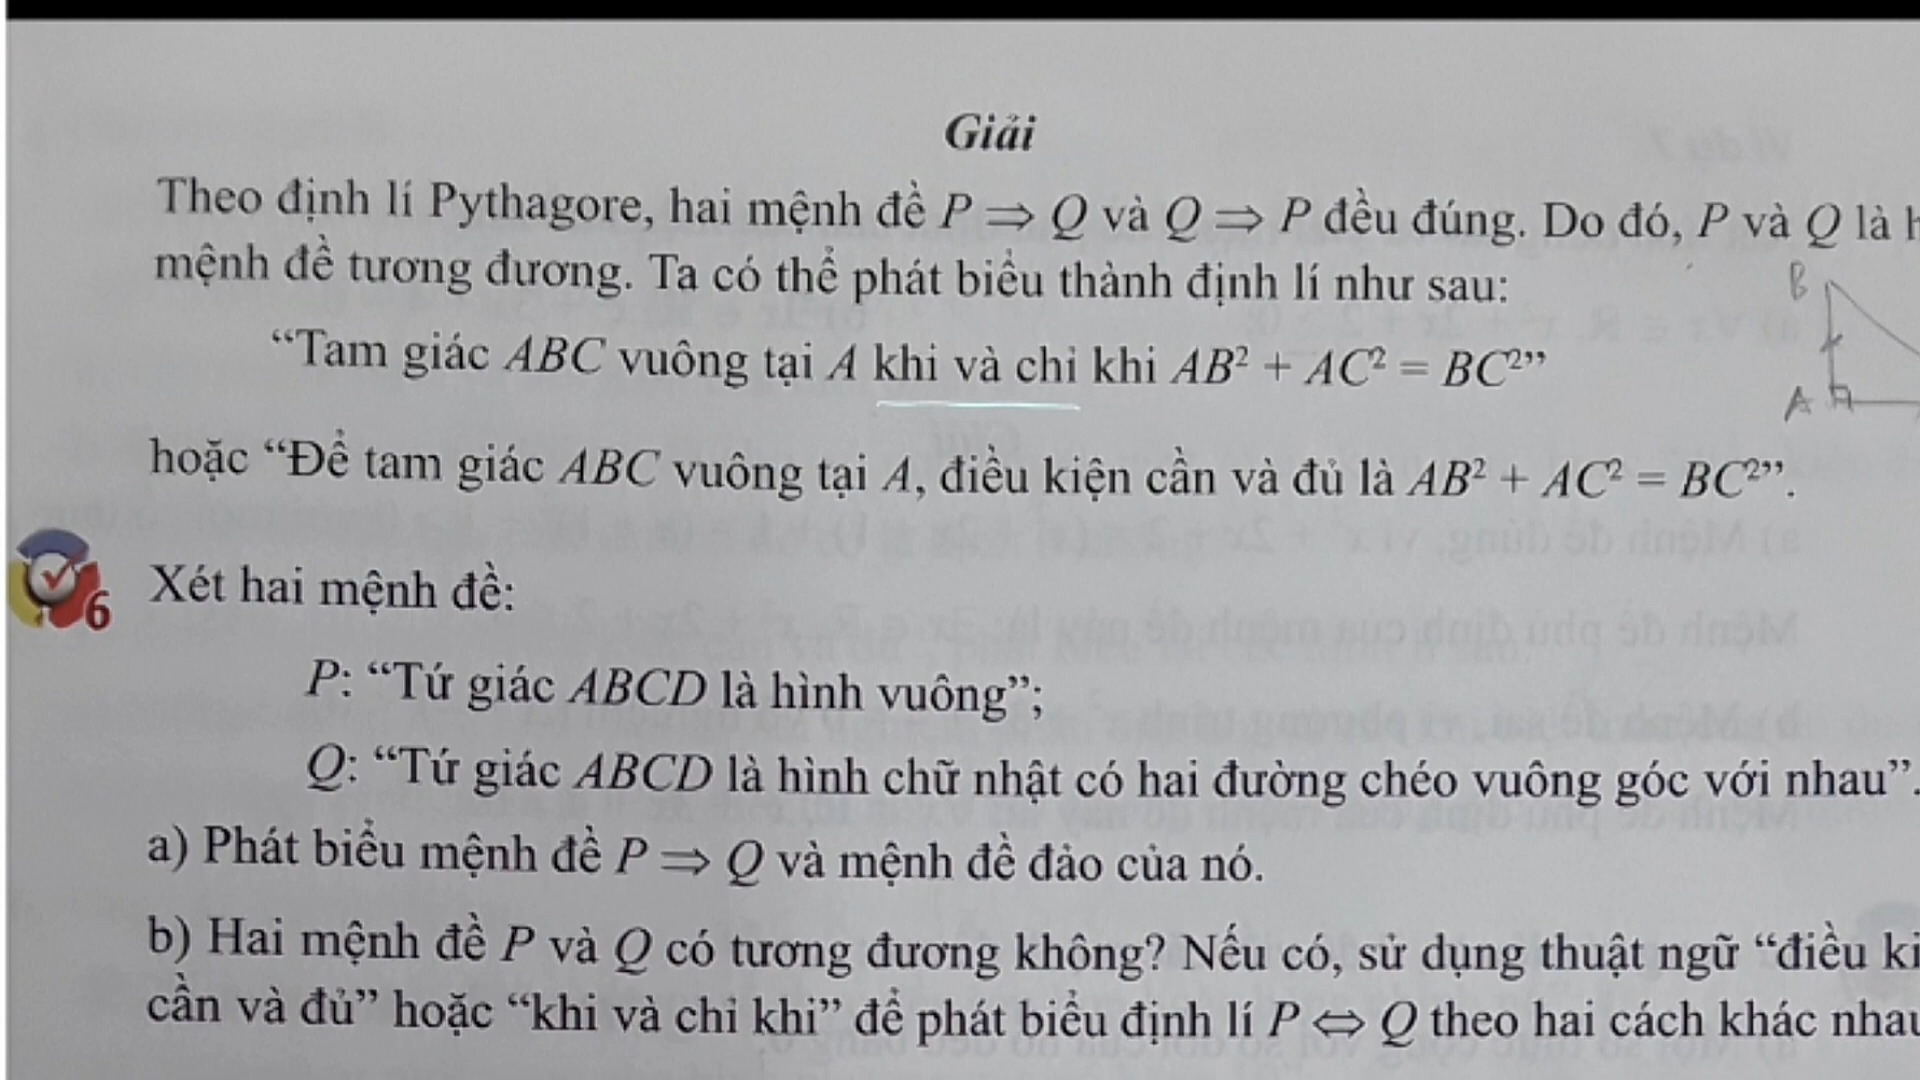 Giải
Theo định lí Pythagore, hai mệnh đề P ⇒ Q và Q ⇒ P đều đúng. Do đó, P và Q là
mệnh đề tương đương. Ta có thể phát biểu thành định lí như sau:
B
“Tam giác ABC vuông tại A khi và chỉ khi AB² + AC² = BC²”
A
hoặc “Để tam giác ABC vuông tại A, điều kiện cần và đủ là AB² + AC² = BC²”.
6 Xét hai mệnh đề:
P: “Tứ giác ABCD là hình vuông”;
Q: “Tứ giác ABCD là hình chữ nhật có hai đường chéo vuông góc với nhau”.
a) Phát biểu mệnh đề P ⇒ Q và mệnh đề đảo của nó.
b) Hai mệnh đề P và Q có tương đương không? Nếu có, sử dụng thuật ngữ “điều ki
cần và đủ” hoặc “khi và chỉ khi” để phát biểu định lí P ⇔ Q theo hai cách khác nhau